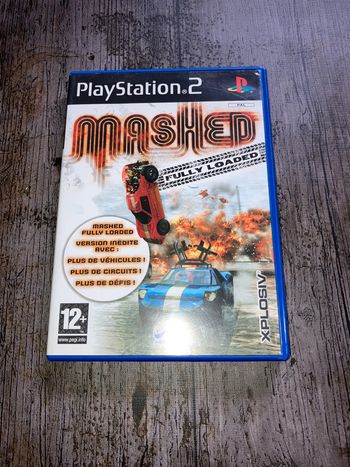 PlayStation®2
PAL
MASHED
FULLY LOADED
MASHED
FULLY LOADED
VERSION INÉDITE
AVEC :
PLUS DE VÉHICULES !
PLUS DE CIRCUITS !
PLUS DE DÉFIS !
12+
www.pegi.info
XPLOSIV